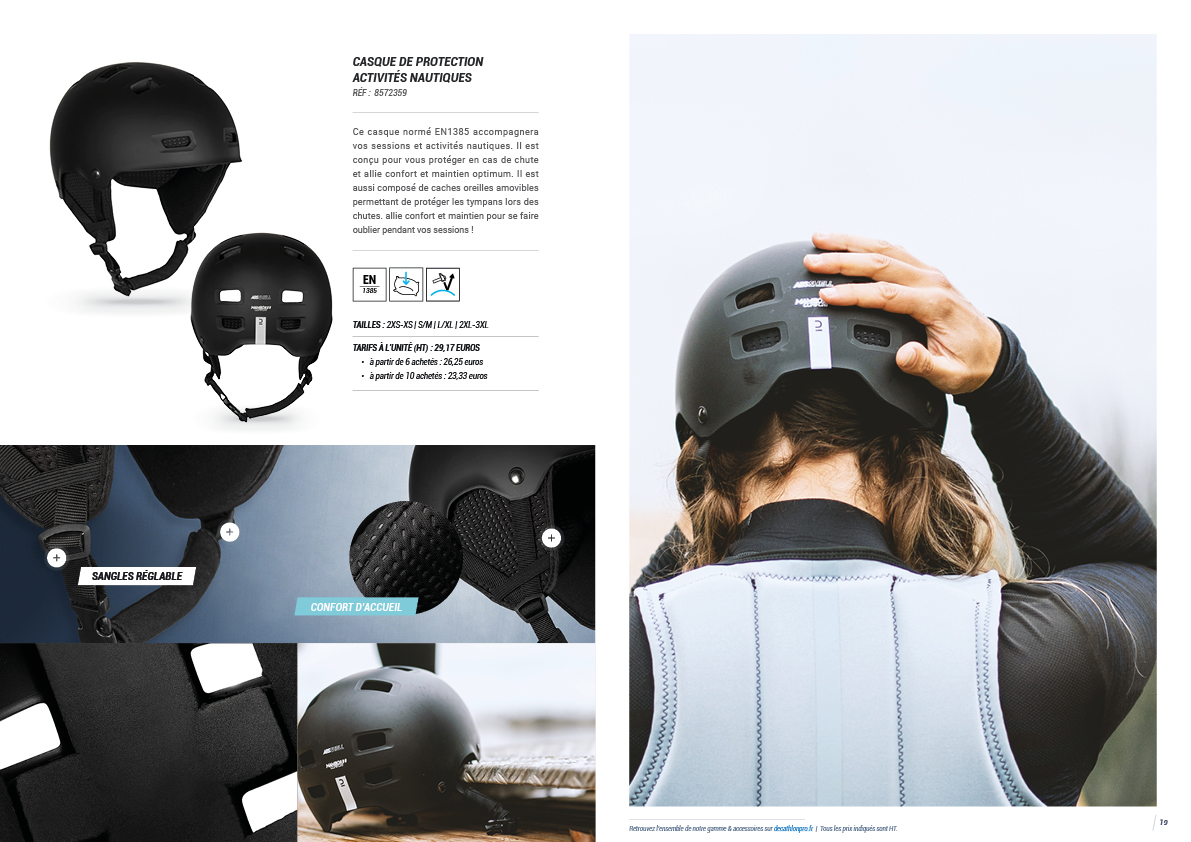 CASQUE DE PROTECTION
ACTIVITÉS NAUTIQUES
RÉF : 8572359
Ce casque normé EN1385 accompagnera
vos sessions et activités nautiques. Il est
conçu pour vous protéger en cas de chute
et allie confort et maintien optimum. Il est
aussi composé de caches oreilles amovibles
permettant de protéger les tympans lors des
chutes. allie confort et maintien pour se faire
oublier pendant vos sessions !
EN
1385
TAILLES : 2XS-XS | S/M | L/XL | 2XL-3XL
TARIFS À L'UNITÉ (HT) : 29,17 EUROS
• à partir de 6 achetés : 26,25 euros
• à partir de 10 achetés : 23,33 euros
SANGLES RÉGLABLE
CONFORT D'ACCUEIL
Retrouvez l'ensemble de notre gamme & accessoires sur decathlonpro.fr | Tous les prix indiqués sont HT.
19